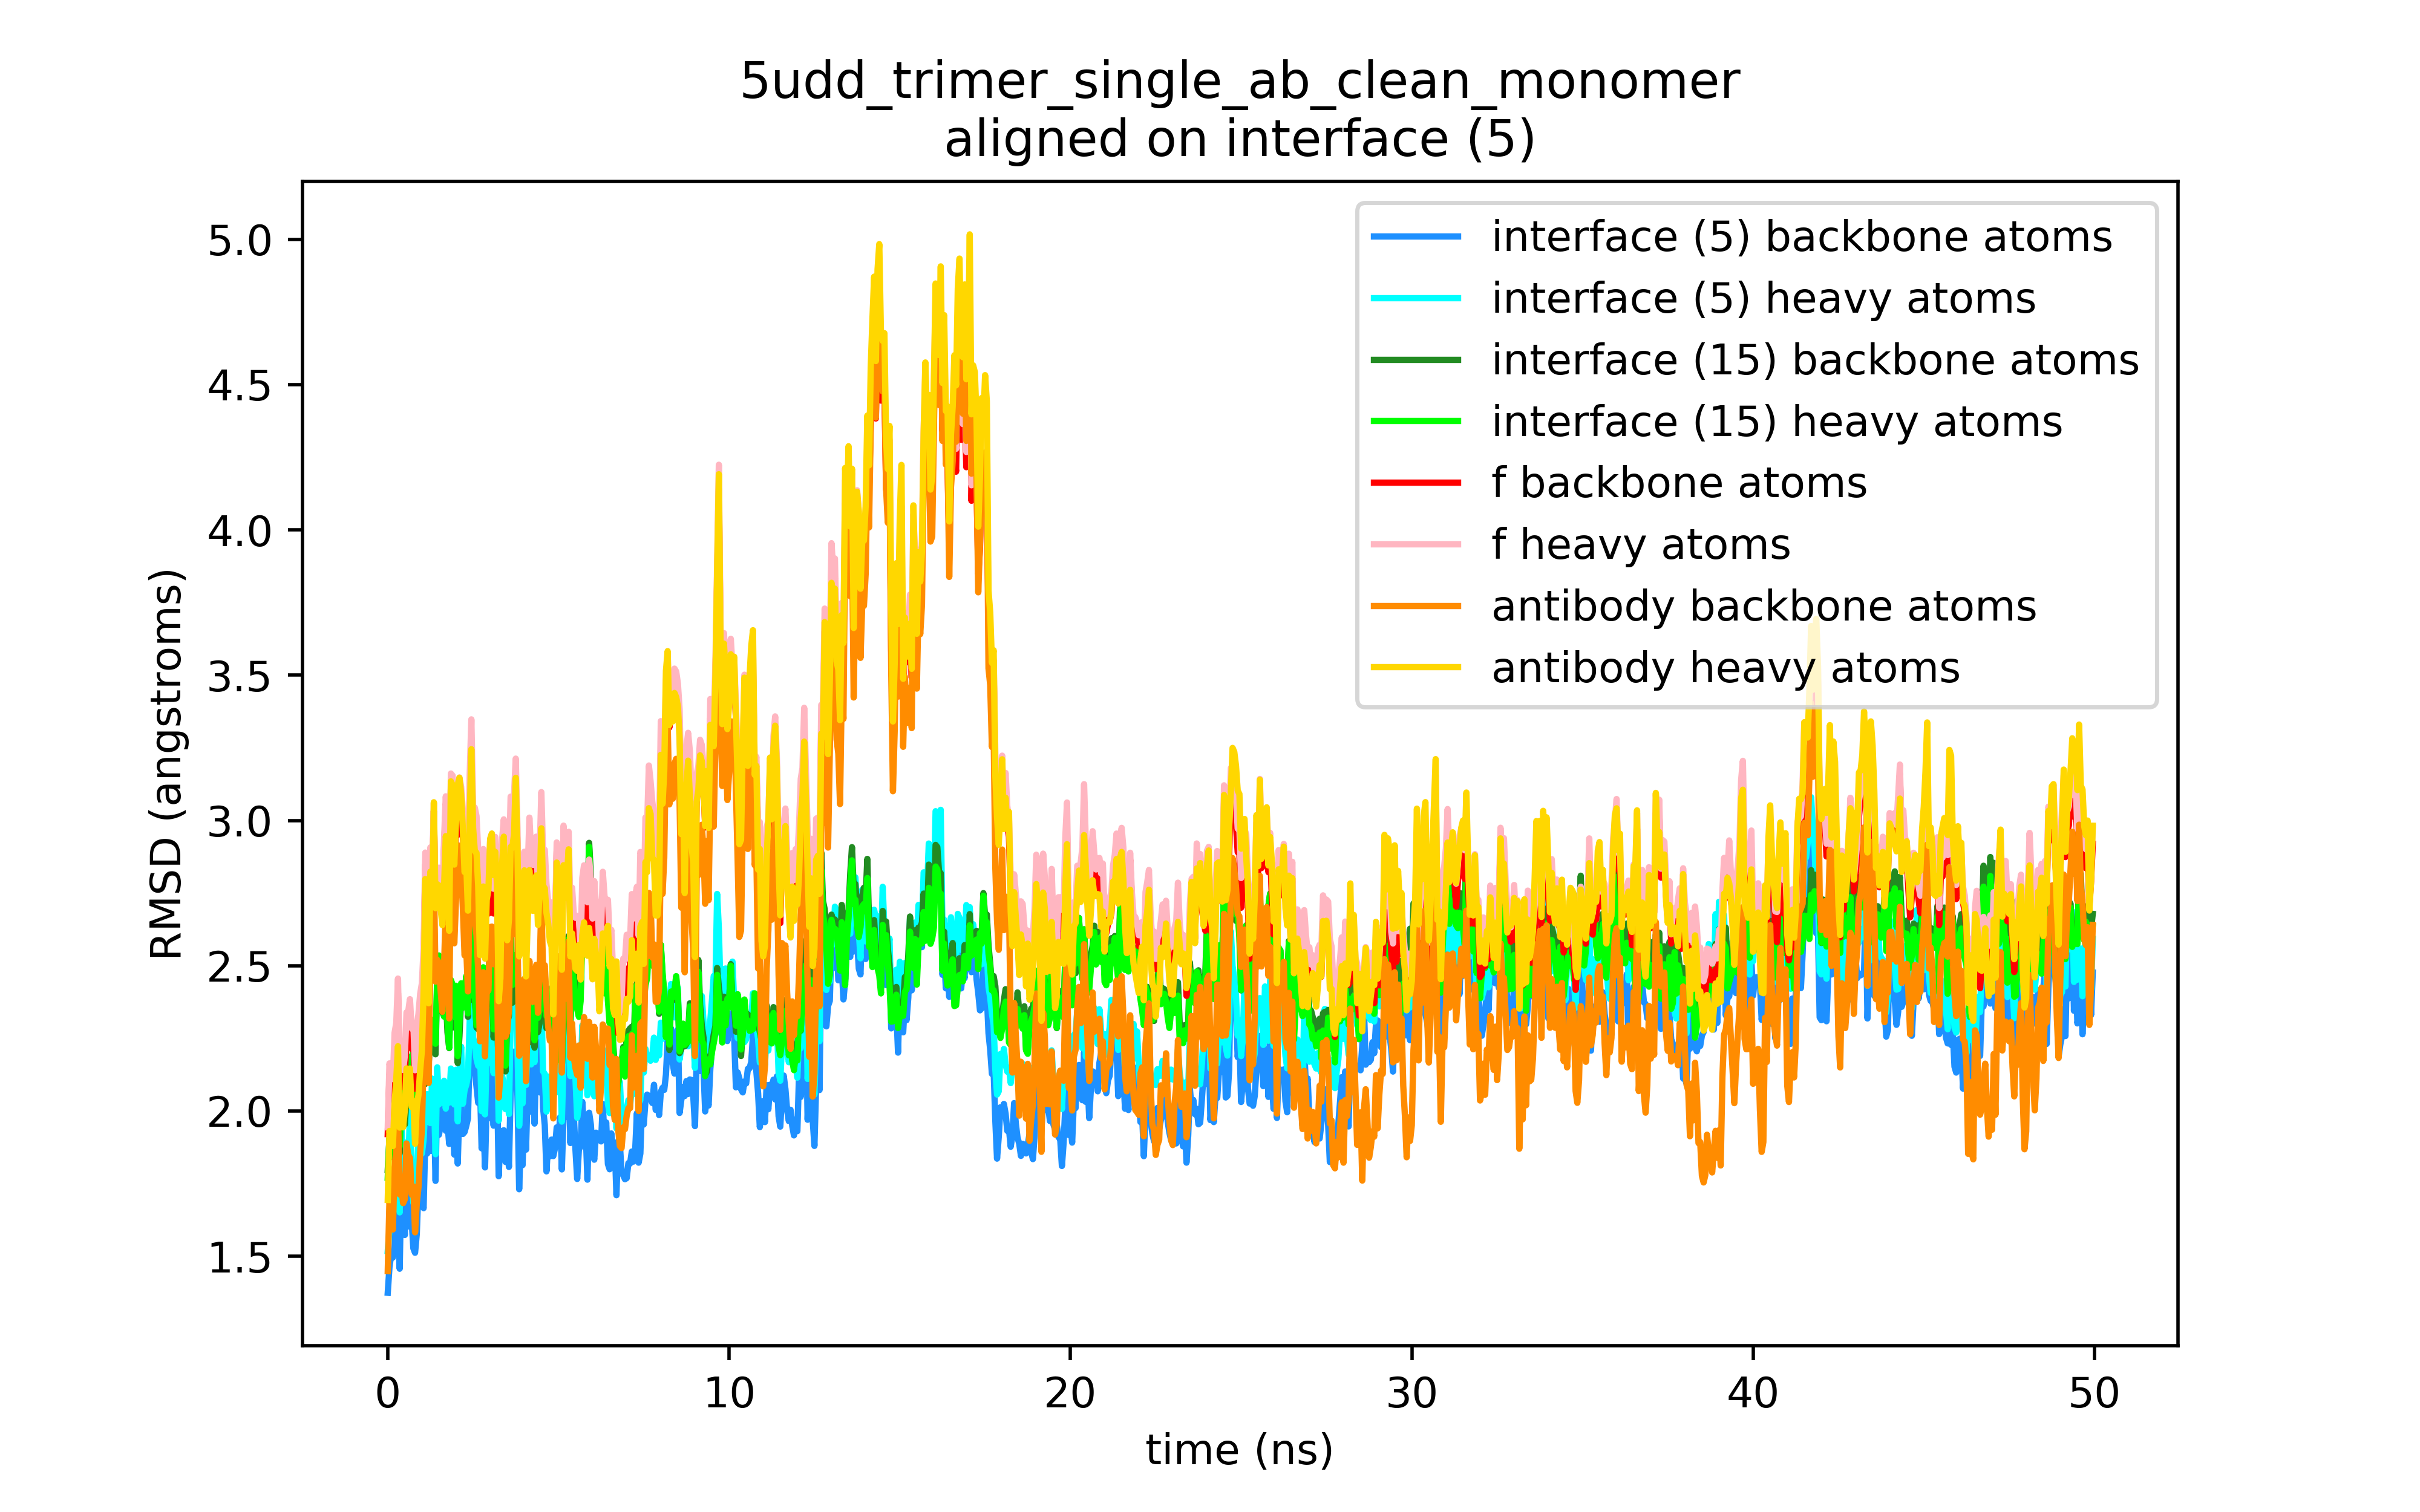 5udd_trimer_single_ab_clean_monomer
aligned on interface (5)
RMSD (angstroms)
5.0
4.5
4.0
3.5
3.0
2.5
2.0
1.5
interface (5) backbone atoms
interface (5) heavy atoms
interface (15) backbone atoms
interface (15) heavy atoms
f backbone atoms
f heavy atoms
antibody backbone atoms
antibody heavy atoms
0 10 20 30 40 50
time (ns)